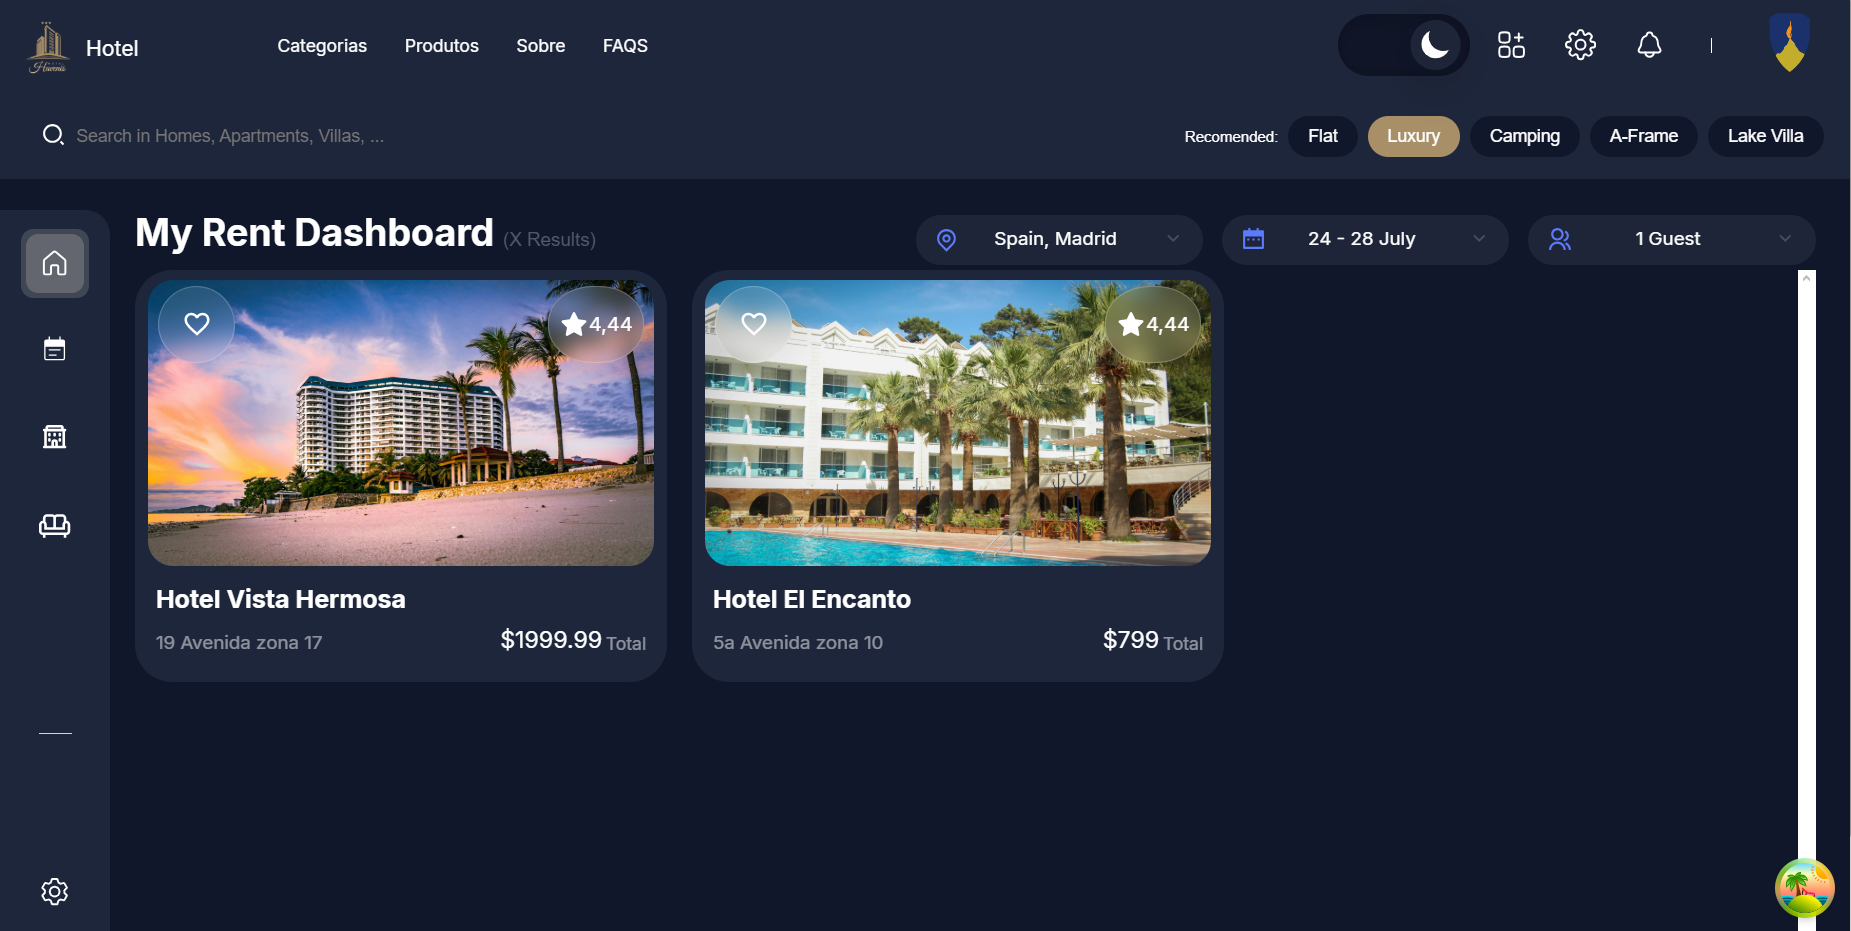 Havenis
Hotel
Categorias
Produtos
Sobre
FAQS
Search in Homes, Apartments, Villas, ...
Recomended:
Flat
Luxury
Camping
A-Frame
Lake Villa
My Rent Dashboard (X Results)
Spain, Madrid
24 - 28 July
1 Guest
4,44
4,44
Hotel Vista Hermosa
19 Avenida zona 17
$1999.99 Total
Hotel El Encanto
5a Avenida zona 10
$799 Total